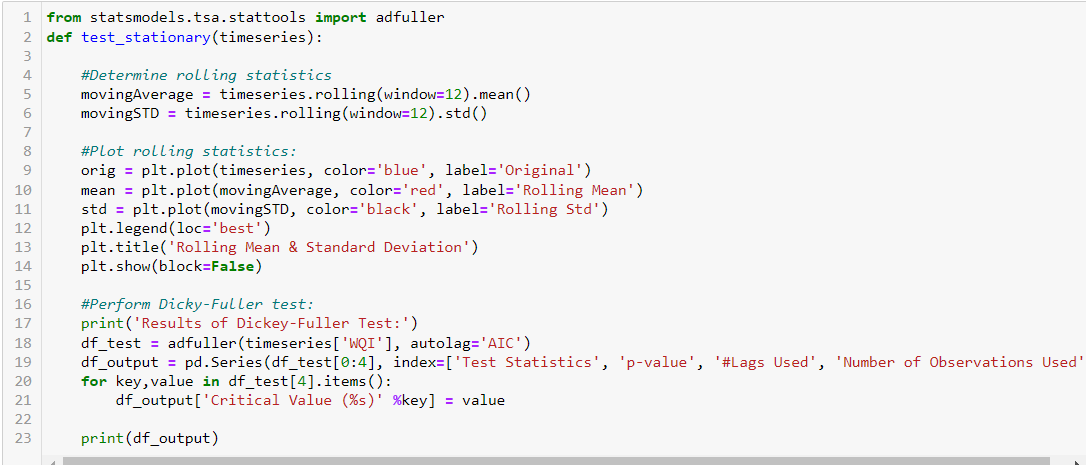 1 from statsmodels.tsa.stattools import adfuller
2 def test_stationary(timeseries):
3
4     #Determine rolling statistics
5     movingAverage = timeseries.rolling(window=12).mean()
6     movingSTD = timeseries.rolling(window=12).std()
7
8     #Plot rolling statistics:
9     orig = plt.plot(timeseries, color='blue', label='Original')
10     mean = plt.plot(movingAverage, color='red', label='Rolling Mean')
11     std = plt.plot(movingSTD, color='black', label='Rolling Std')
12     plt.legend(loc='best')
13     plt.title('Rolling Mean & Standard Deviation')
14     plt.show(block=False)
15
16     #Perform Dicky-Fuller test:
17     print('Results of Dickey-Fuller Test:')
18     df_test = adfuller(timeseries['WQI'], autolag='AIC')
19     df_output = pd.Series(df_test[0:4], index=['Test Statistics', 'p-value', '#Lags Used', 'Number of Observations Used'
20     for key,value in df_test[4].items():
21         df_output['Critical Value (%s)' %key] = value
22
23     print(df_output)